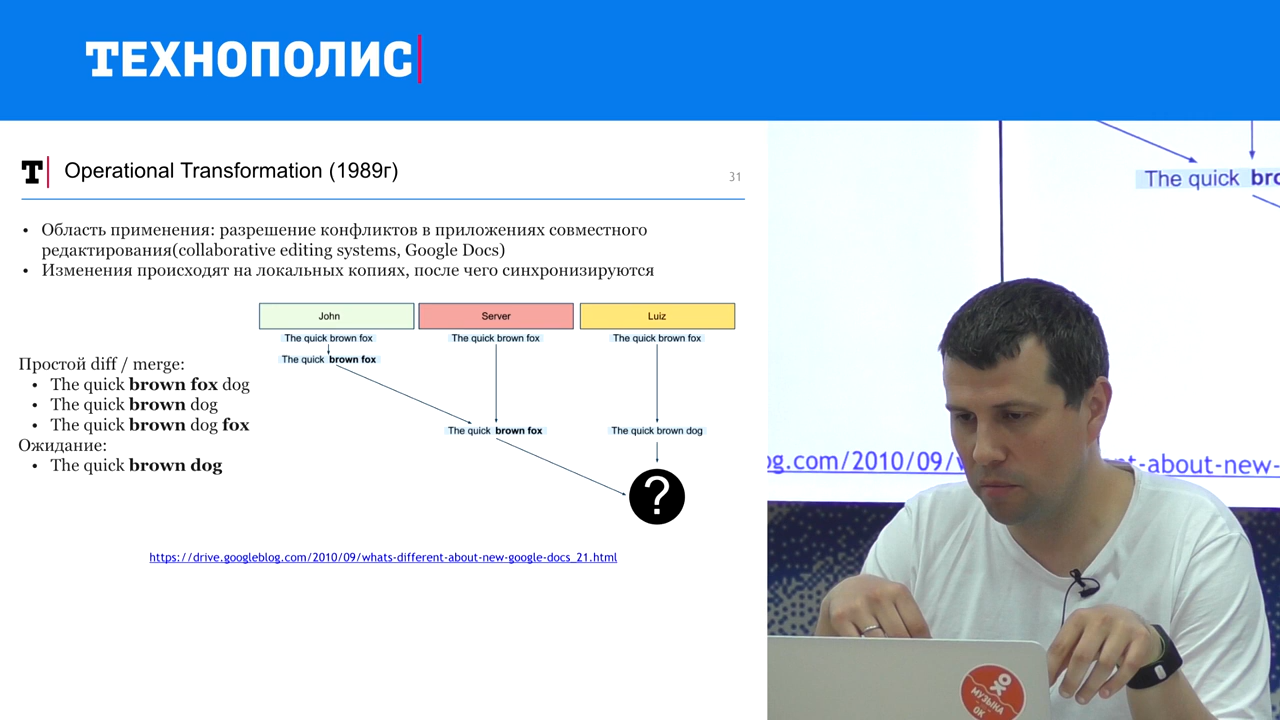 ТЕХНОПОЛИС
Т
Operational Transformation (1989г)
31
• Область применения: разрешение конфликтов в приложениях совместного
редактирования(collaborative editing systems, Google Docs)
• Изменения происходят на локальных копиях, после чего синхронизируются
John
Server
Luiz
The quick brown fox
The quick brown fox
The quick brown fox
The quick brown fox
The quick brown fox
The quick brown dog
?
Простой diff / merge:
• The quick brown fox dog
• The quick brown dog
• The quick brown dog fox
Ожидание:
• The quick brown dog
https://drive.googleblog.com/2010/09/whats-different-about-new-google-docs_21.html
The quick bro
og.com/2010/09/w
t-about-new-
МУЗЫКА
ОК